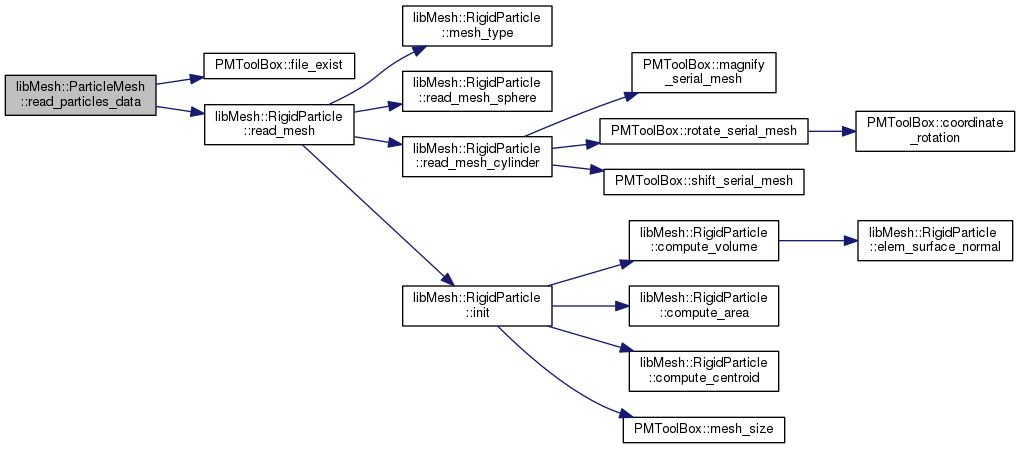 libMesh::ParticleMesh
::read_particles_data
PMToolBox::file_exist
libMesh::RigidParticle
::read_mesh
libMesh::RigidParticle
::mesh_type
libMesh::RigidParticle
::read_mesh_sphere
libMesh::RigidParticle
::read_mesh_cylinder
libMesh::RigidParticle
::init
PMToolBox::magnify
_serial_mesh
PMToolBox::rotate_serial_mesh
PMToolBox::shift_serial_mesh
PMToolBox::coordinate
_rotation
libMesh::RigidParticle
::compute_volume
libMesh::RigidParticle
::elem_surface_normal
libMesh::RigidParticle
::compute_area
libMesh::RigidParticle
::compute_centroid
PMToolBox::mesh_size